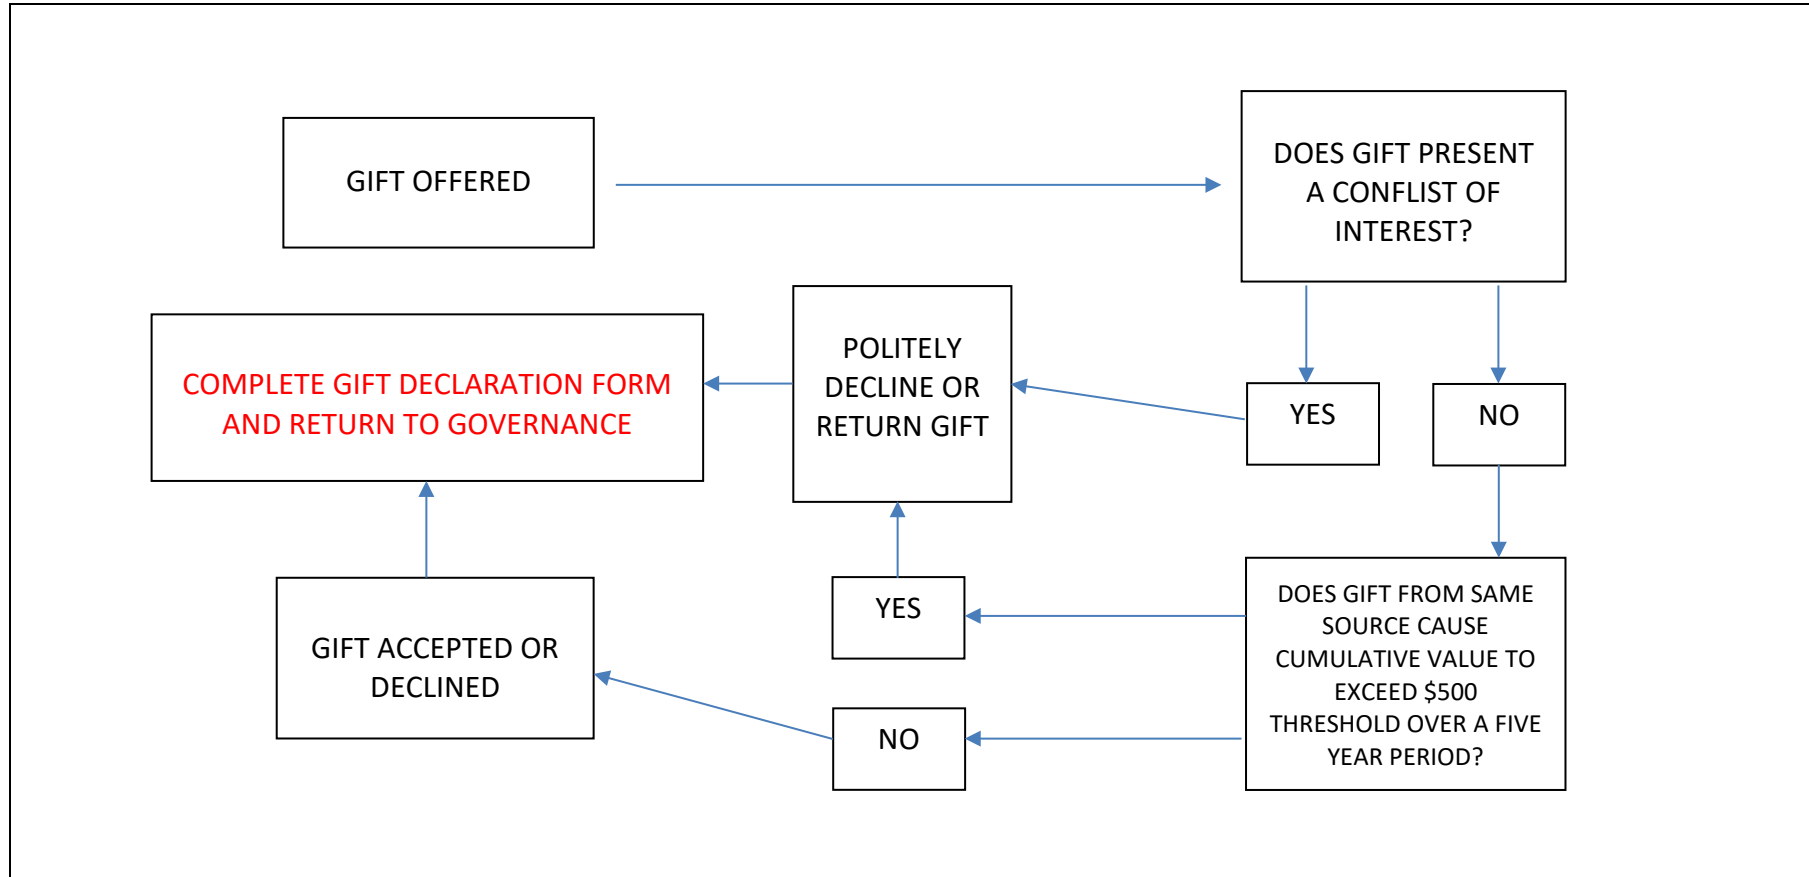 GIFT OFFERED
DOES GIFT PRESENT
A CONFLIST OF
INTEREST?
YES
NO
POLITELY
DECLINE OR
RETURN GIFT
COMPLETE GIFT DECLARATION FORM
AND RETURN TO GOVERNANCE
DOES GIFT FROM SAME
SOURCE CAUSE
CUMULATIVE VALUE TO
EXCEED $500
THRESHOLD OVER A FIVE
YEAR PERIOD?
YES
NO
GIFT ACCEPTED OR
DECLINED